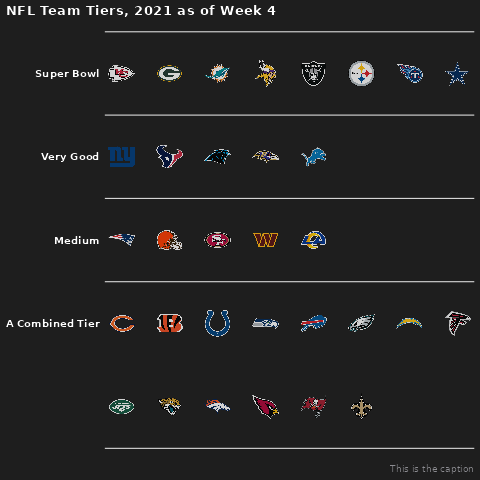 NFL Team Tiers, 2021 as of Week 4
Super Bowl
Very Good
Medium
A Combined Tier
This is the caption